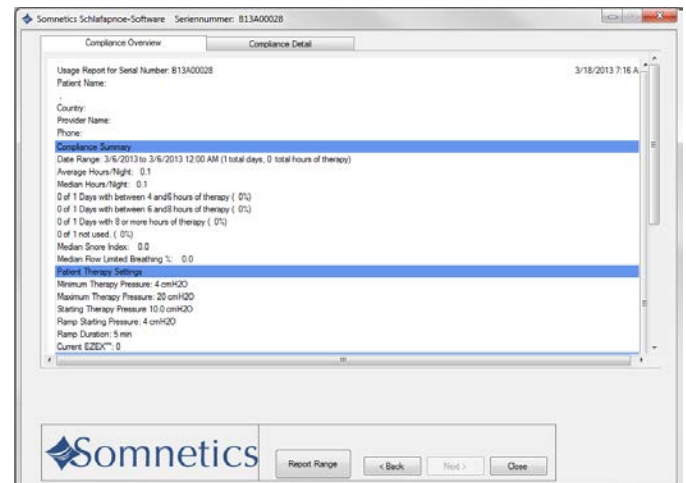 Somnetics Schlafapnoe-Software Seriennummer: B13A00028
Compliance Overview Compliance Detail
Usage Report for Serial Number: B13A00028 3/18/2013 7:16 A
Patient Name:
,
Country:
Provider Name:
Phone:
Compliance Summary
Date Range: 3/6/2013 to 3/6/2013 12:00 AM (1 total days, 0 total hours of therapy)
Average Hours/Night: 0.1
Median Hours/Night: 0.1
0 of 1 Days with between 4 and 6 hours of therapy ( 0%)
0 of 1 Days with between 6 and 8 hours of therapy ( 0%)
0 of 1 Days with 8 or more hours of therapy ( 0%)
0 of 1 not used. ( 0%)
Median Snore Index: 0.0
Median Flow Limited Breathing %: 0.0
Patient Therapy Settings
Minimum Therapy Pressure: 4 cmH2O
Maximum Therapy Pressure: 20 cmH2O
Starting Therapy Pressure 10.0 cmH2O
Ramp Starting Pressure: 4 cmH2O
Ramp Duration: 5 min
Current EZEX™: 0
Somnetics
Report Range < Back Next > Close